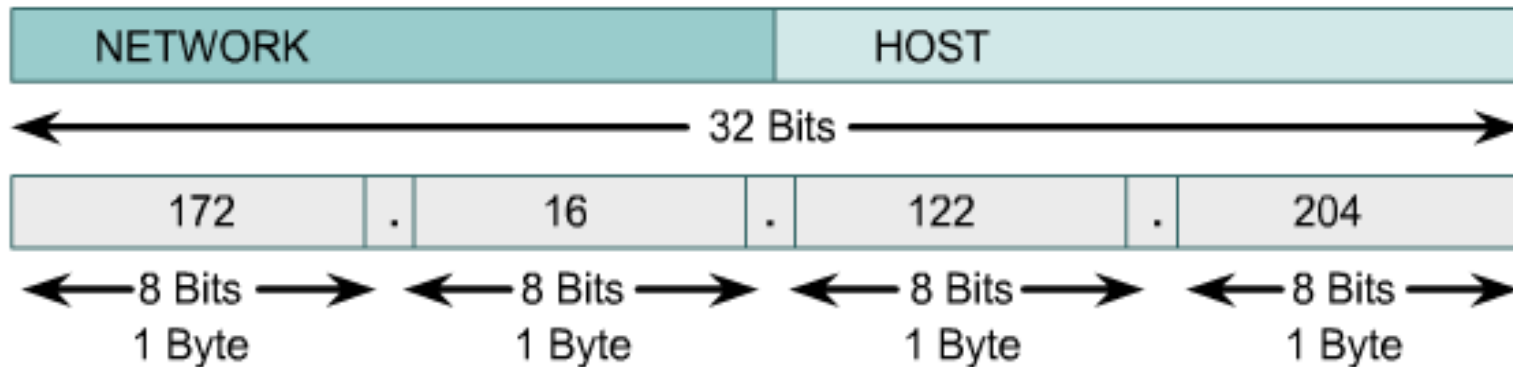 NETWORK HOST
32 Bits
172 . 16 . 122 . 204
8 Bits 8 Bits 8 Bits 8 Bits
1 Byte 1 Byte 1 Byte 1 Byte